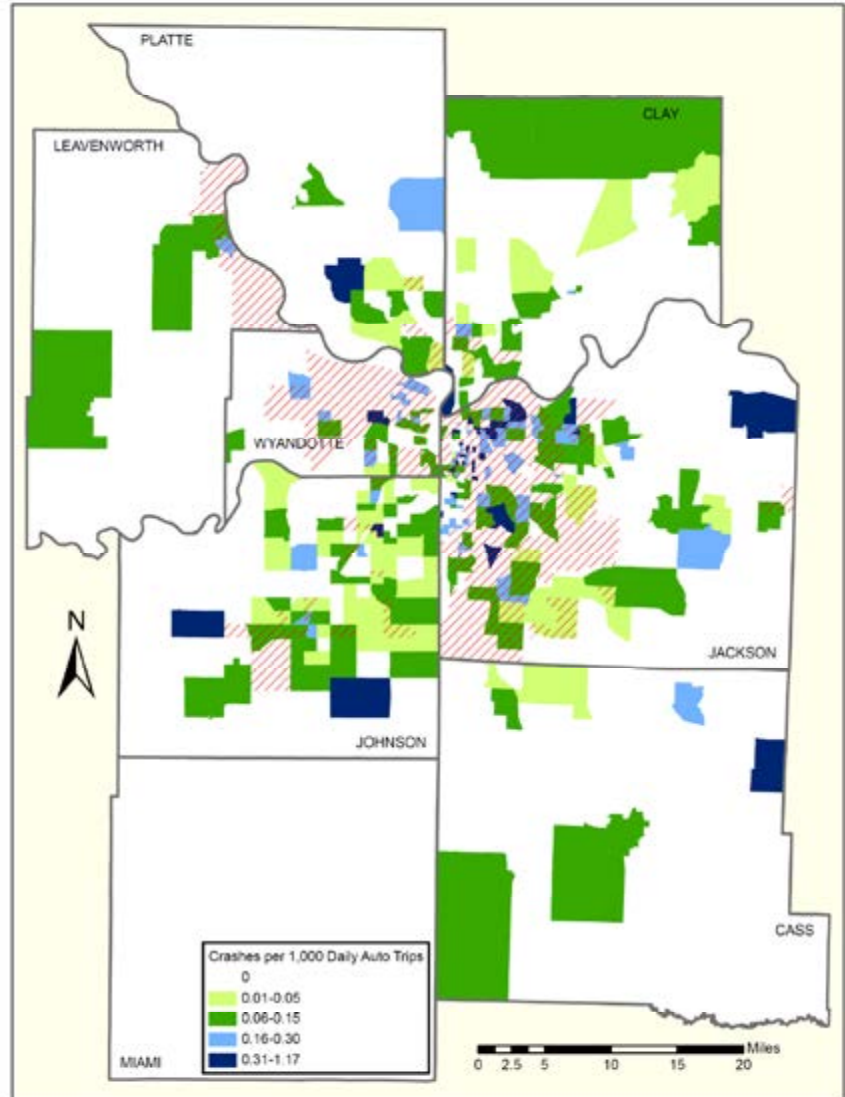 PLATTE
CLAY
LEAVENWORTH
WYANDOTTE
N
JACKSON
JOHNSON
CASS
Crashes per 1,000 Daily Auto Trips
0
0.01-0.05
0.06-0.15
0.16-0.30
0.31-1.17
MIAMI
Miles
0 2.5 5 10 15 20